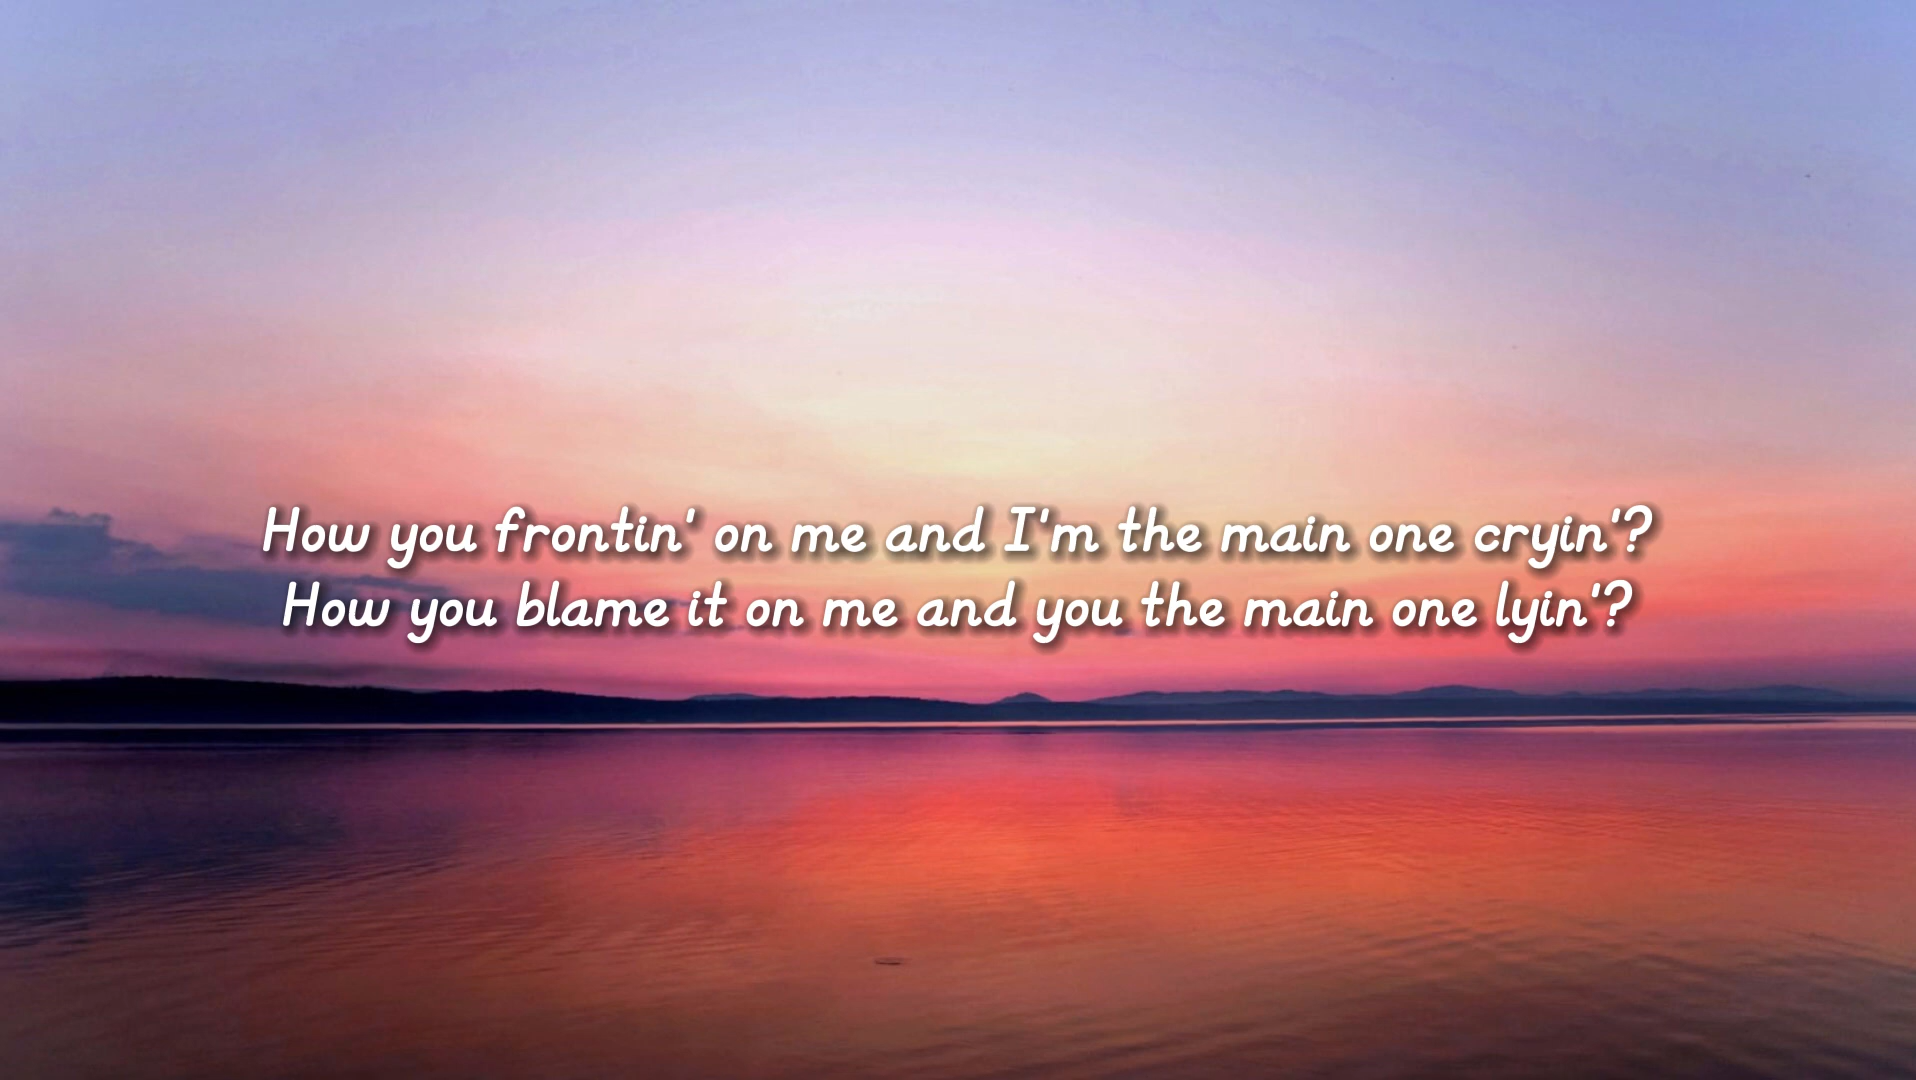 How you frontin' on me and I'm the main one cryin'?
How you blame it on me and you the main one lyin'?